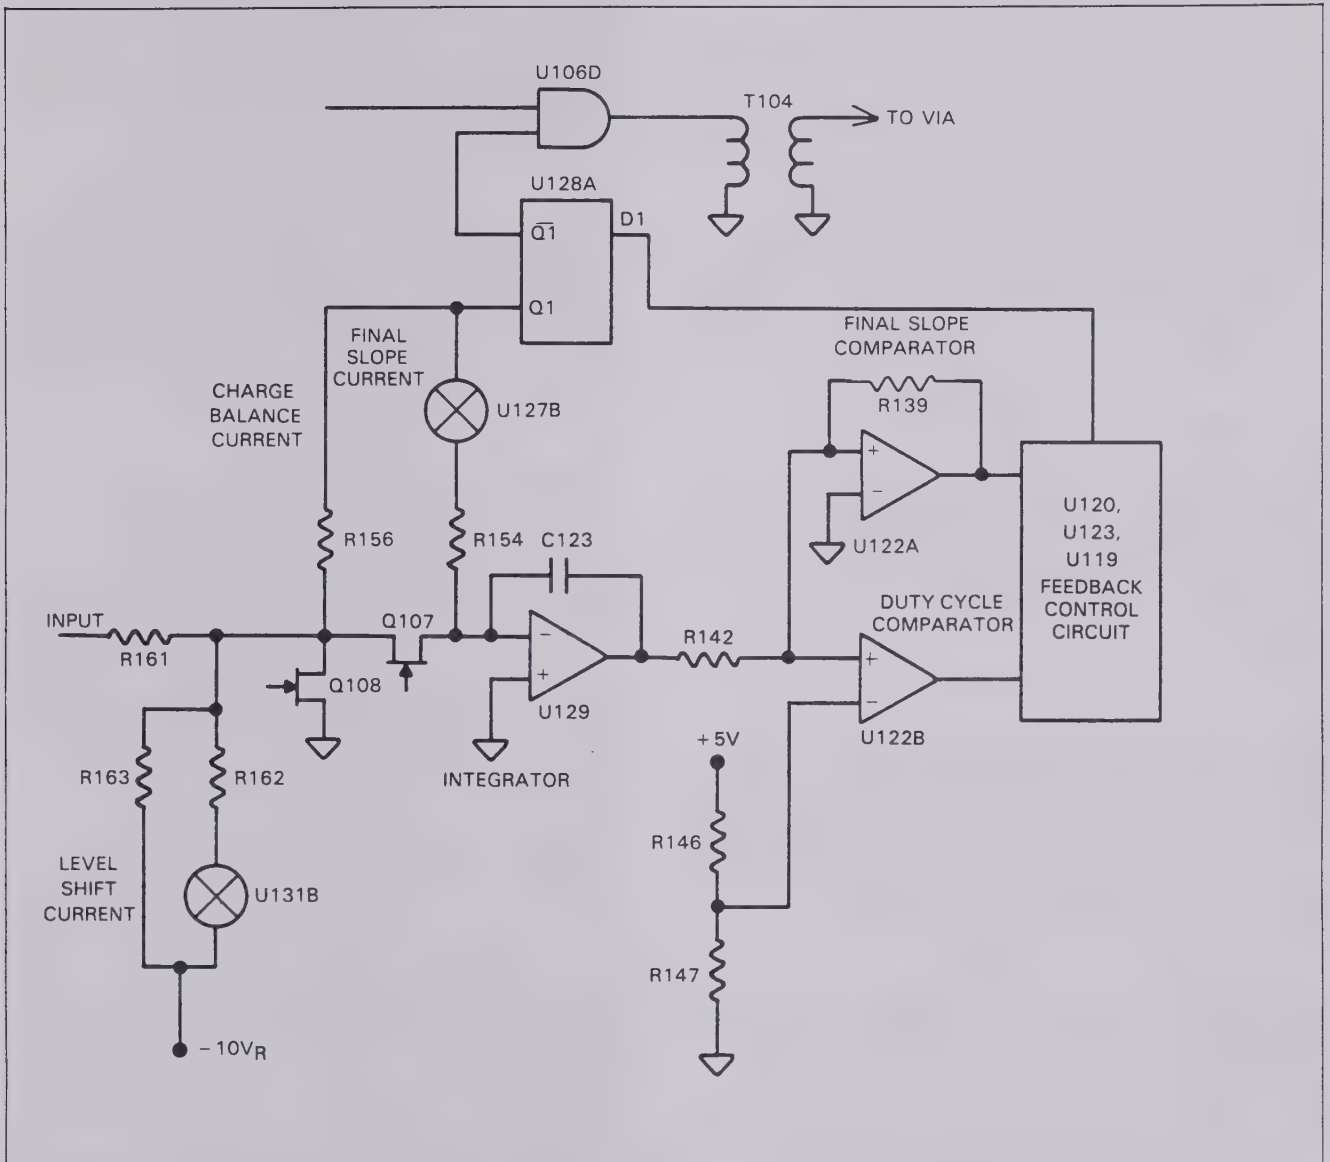 U106D
T104
TO VIA
U128A
D1
Q̅1̅
Q1
FINAL SLOPE
COMPARATOR
FINAL
SLOPE
CURRENT
CHARGE
BALANCE
CURRENT
U127B
R139
+
−
U122A
U120,
U123,
U119
FEEDBACK
CONTROL
CIRCUIT
R156
R154
C123
INPUT
R161
Q107
Q108
−
+
U129
INTEGRATOR
R142
DUTY CYCLE
COMPARATOR
+
−
U122B
+5V
R163
R162
R146
LEVEL
SHIFT
CURRENT
U131B
R147
−10VR